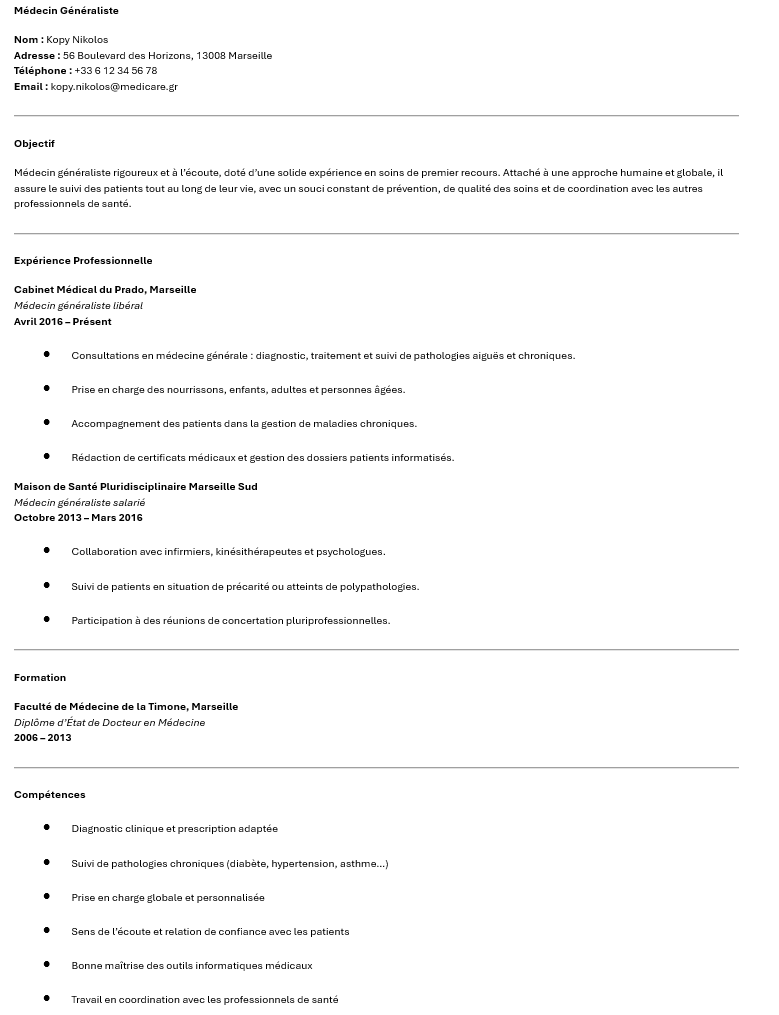 Médecin Généraliste
Nom : Kopy Nikolos
Adresse : 56 Boulevard des Horizons, 13008 Marseille
Téléphone : +33 6 12 34 56 78
Email : kopy.nikolos@medicare.gr
Objectif
Médecin généraliste rigoureux et à l’écoute, doté d’une solide expérience en soins de premier recours. Attaché à une approche humaine et globale, il
assure le suivi des patients tout au long de leur vie, avec un souci constant de prévention, de qualité des soins et de coordination avec les autres
professionnels de santé.
Expérience Professionnelle
Cabinet Médical du Prado, Marseille
Médecin généraliste libéral
Avril 2016 – Présent
● Consultations en médecine générale : diagnostic, traitement et suivi de pathologies aiguës et chroniques.
● Prise en charge des nourrissons, enfants, adultes et personnes âgées.
● Accompagnement des patients dans la gestion de maladies chroniques.
● Rédaction de certificats médicaux et gestion des dossiers patients informatisés.
Maison de Santé Pluridisciplinaire Marseille Sud
Médecin généraliste salarié
Octobre 2013 – Mars 2016
● Collaboration avec infirmiers, kinésithérapeutes et psychologues.
● Suivi de patients en situation de précarité ou atteints de polypathologies.
● Participation à des réunions de concertation pluriprofessionnelles.
Formation
Faculté de Médecine de la Timone, Marseille
Diplôme d’État de Docteur en Médecine
2006 – 2013
Compétences
● Diagnostic clinique et prescription adaptée
● Suivi de pathologies chroniques (diabète, hypertension, asthme…)
● Prise en charge globale et personnalisée
● Sens de l’écoute et relation de confiance avec les patients
● Bonne maîtrise des outils informatiques médicaux
● Travail en coordination avec les professionnels de santé